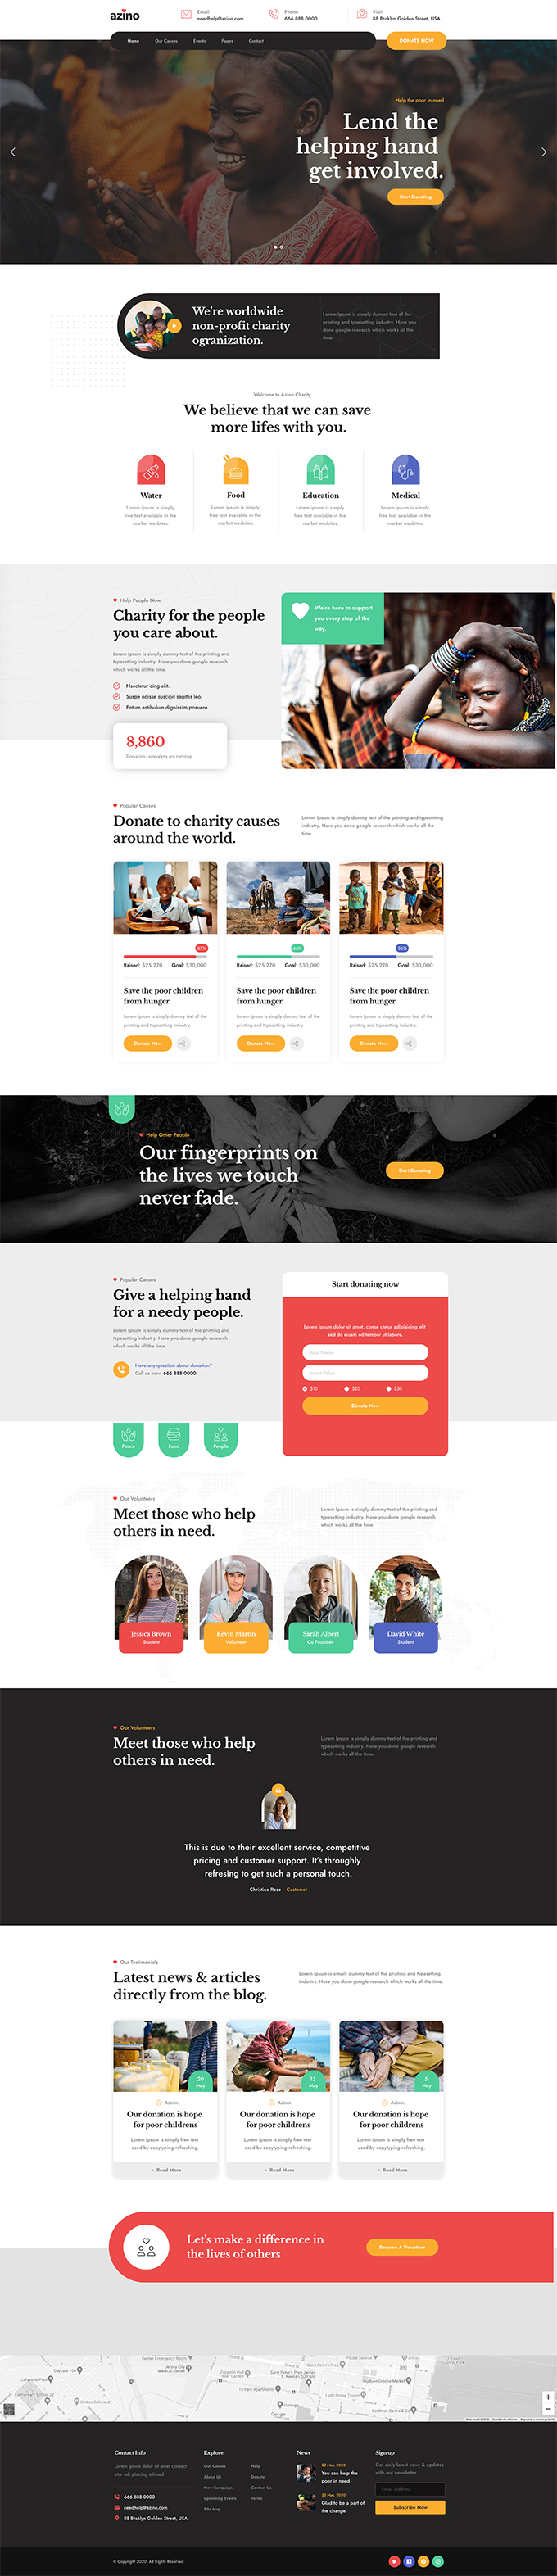 azino
Email
needhelp@azino.com
Phone
666 888 0000
Visit
88 Broklyn Golden Street, USA
Home
Our Causes
Events
Pages
Contact
DONATE NOW
Help the poor in need
Lend the
helping hand
get involved.
Start Donating
We're worldwide
non-profit charity
ogranization.
Lorem Ipsum is simply dummy text of the
printing and typesetting industry. Have you
done google research which works all the
time.
Welcome to Azino Charity
We believe that we can save
more lifes with you.
Water
Lorem ipsum is simply
free text available in the
market wesbites.
Food
Lorem ipsum is simply
free text available in the
market wesbites.
Education
Lorem ipsum is simply
free text available in the
market wesbites.
Medical
Lorem ipsum is simply
free text available in the
market wesbites.
Help People Now
Charity for the people
you care about.
Lorem Ipsum is simply dummy text of the printing and
typesetting industry. Have you done google research
which works all the time.
Nsectetur cing elit.
Suspe ndisse suscipit sagittis leo.
Entum estibulum dignissim posuere.
8,860
Donation campaigns are running
We're here to support
you every step of the
way.
Popular Causes
Donate to charity causes
around the world.
Lorem Ipsum is simply dummy text of the printing and typesetting
industry. Have you done google research which works all the
time.
87%
Raised: $25,270
Goal: $30,000
Save the poor children
from hunger
Lorem Ipsum is simply dummy text of the
printing and typesetting industry.
Donate Now
66%
Raised: $25,270
Goal: $30,000
Save the poor children
from hunger
Lorem Ipsum is simply dummy text of the
printing and typesetting industry.
Donate Now
56%
Raised: $25,270
Goal: $30,000
Save the poor children
from hunger
Lorem Ipsum is simply dummy text of the
printing and typesetting industry.
Donate Now
Help Other People
Our fingerprints on
the lives we touch
never fade.
Start Donating
Popular Causes
Give a helping hand
for a needy people.
Lorem Ipsum is simply dummy text of the printing and
typesetting industry. Have you done google research
which works all the time.
Have any question about donation?
Call us now: 666 888 0000
Peace
Food
People
Start donating now
Lorem ipsum dolor sit amet, conse ctetur adipisicing elit
sed do eiusm od tempor ut labore.
Your Name
Insert Value
$10
$20
$30
Donate Now
Our Volunteers
Meet those who help
others in need.
Lorem Ipsum is simply dummy text of the printing and
typesetting industry. Have you done google research
which works all the time.
Jessica Brown
Student
Kevin Martin
Volunteer
Sarah Albert
Co Founder
David White
Student
Our Volunteers
Meet those who help
others in need.
Lorem Ipsum is simply dummy text of the printing and
typesetting industry. Have you done google research
which works all the time.
This is due to their excellent service, competitive
pricing and customer support. It's throughly
refresing to get such a personal touch.
Christine Rose - Customer
Our Testimonials
Latest news & articles
directly from the blog.
Lorem Ipsum is simply dummy text of the printing and typesetting
industry. Have you done google research which works all the time.
20
May
Admin
Our donation is hope
for poor childrens
Lorem ipsum is simply free text
used by copytyping refreshing.
Read More
13
May
Admin
Our donation is hope
for poor childrens
Lorem ipsum is simply free text
used by copytyping refreshing.
Read More
5
May
Admin
Our donation is hope
for poor childrens
Lorem ipsum is simply free text
used by copytyping refreshing.
Read More
Let's make a difference in
the lives of others
Become A Volunteer
Contact Info
Lorem ipsum dolor sit amet consect
etur adi pisicing elit sed.
666 888 0000
needhelp@azino.com
88 Broklyn Golden Street, USA
Explore
Our Causes
About Us
New Campaign
Upcoming Events
Site Map
Help
Donate
Contact Us
Terms
News
22 May, 2020
You can help the
poor in need
25 May, 2020
Glad to be a part of
the change
Sign up
Get daily latest news & updates
with our newsletter
Email Address
Subscribe Now
© Copyright 2020. All Rights Reserved